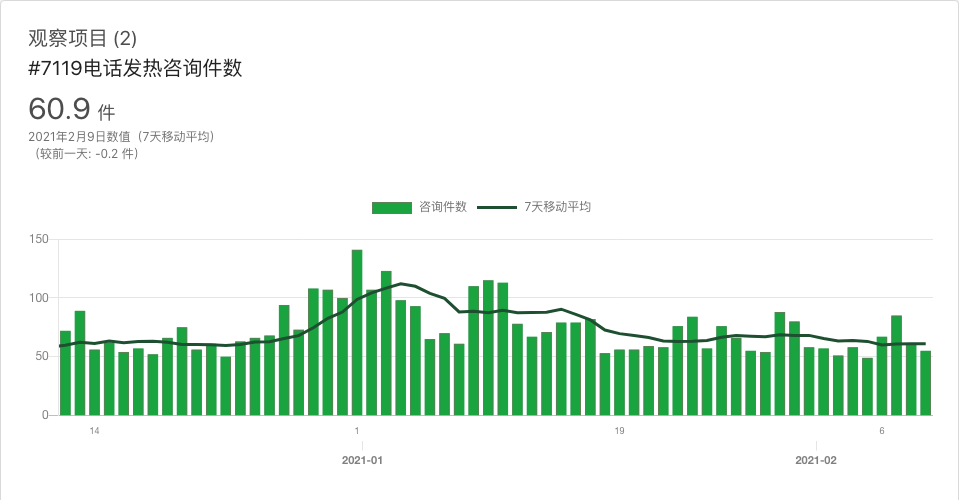 观察项目 (2)
#7119电话发热咨询件数
60.9 件
2021年2月9日数值（7天移动平均）
（较前一天: -0.2 件）
咨询件数 7天移动平均
150
100
50
0
14 1 19 6
2021-01 2021-02